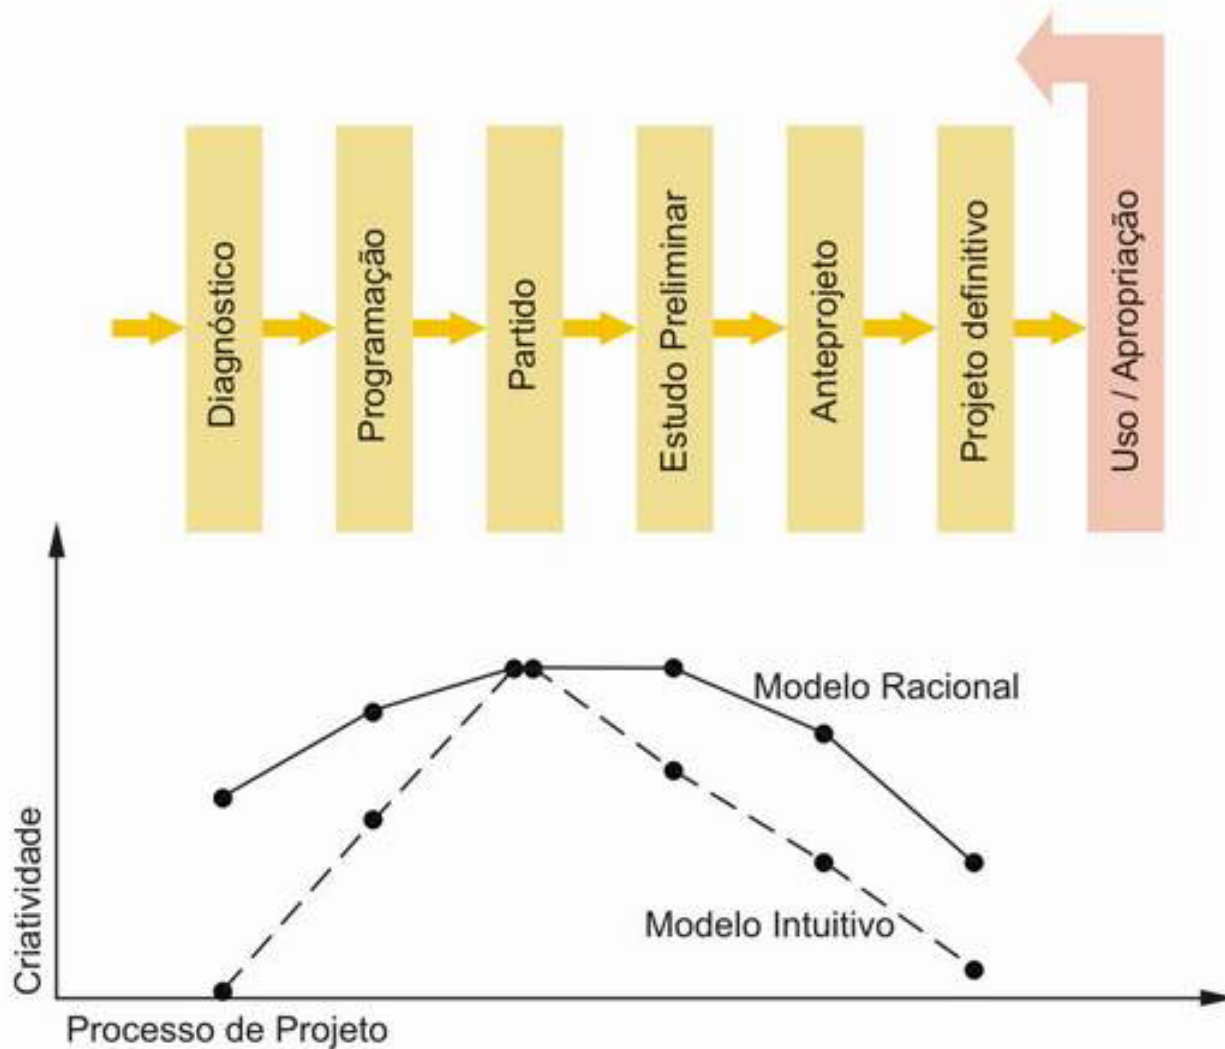 Diagnóstico
Programação
Partido
Estudo Preliminar
Anteprojeto
Projeto definitivo
Uso / Apropriação
Criatividade
Modelo Racional
Modelo Intuitivo
Processo de Projeto